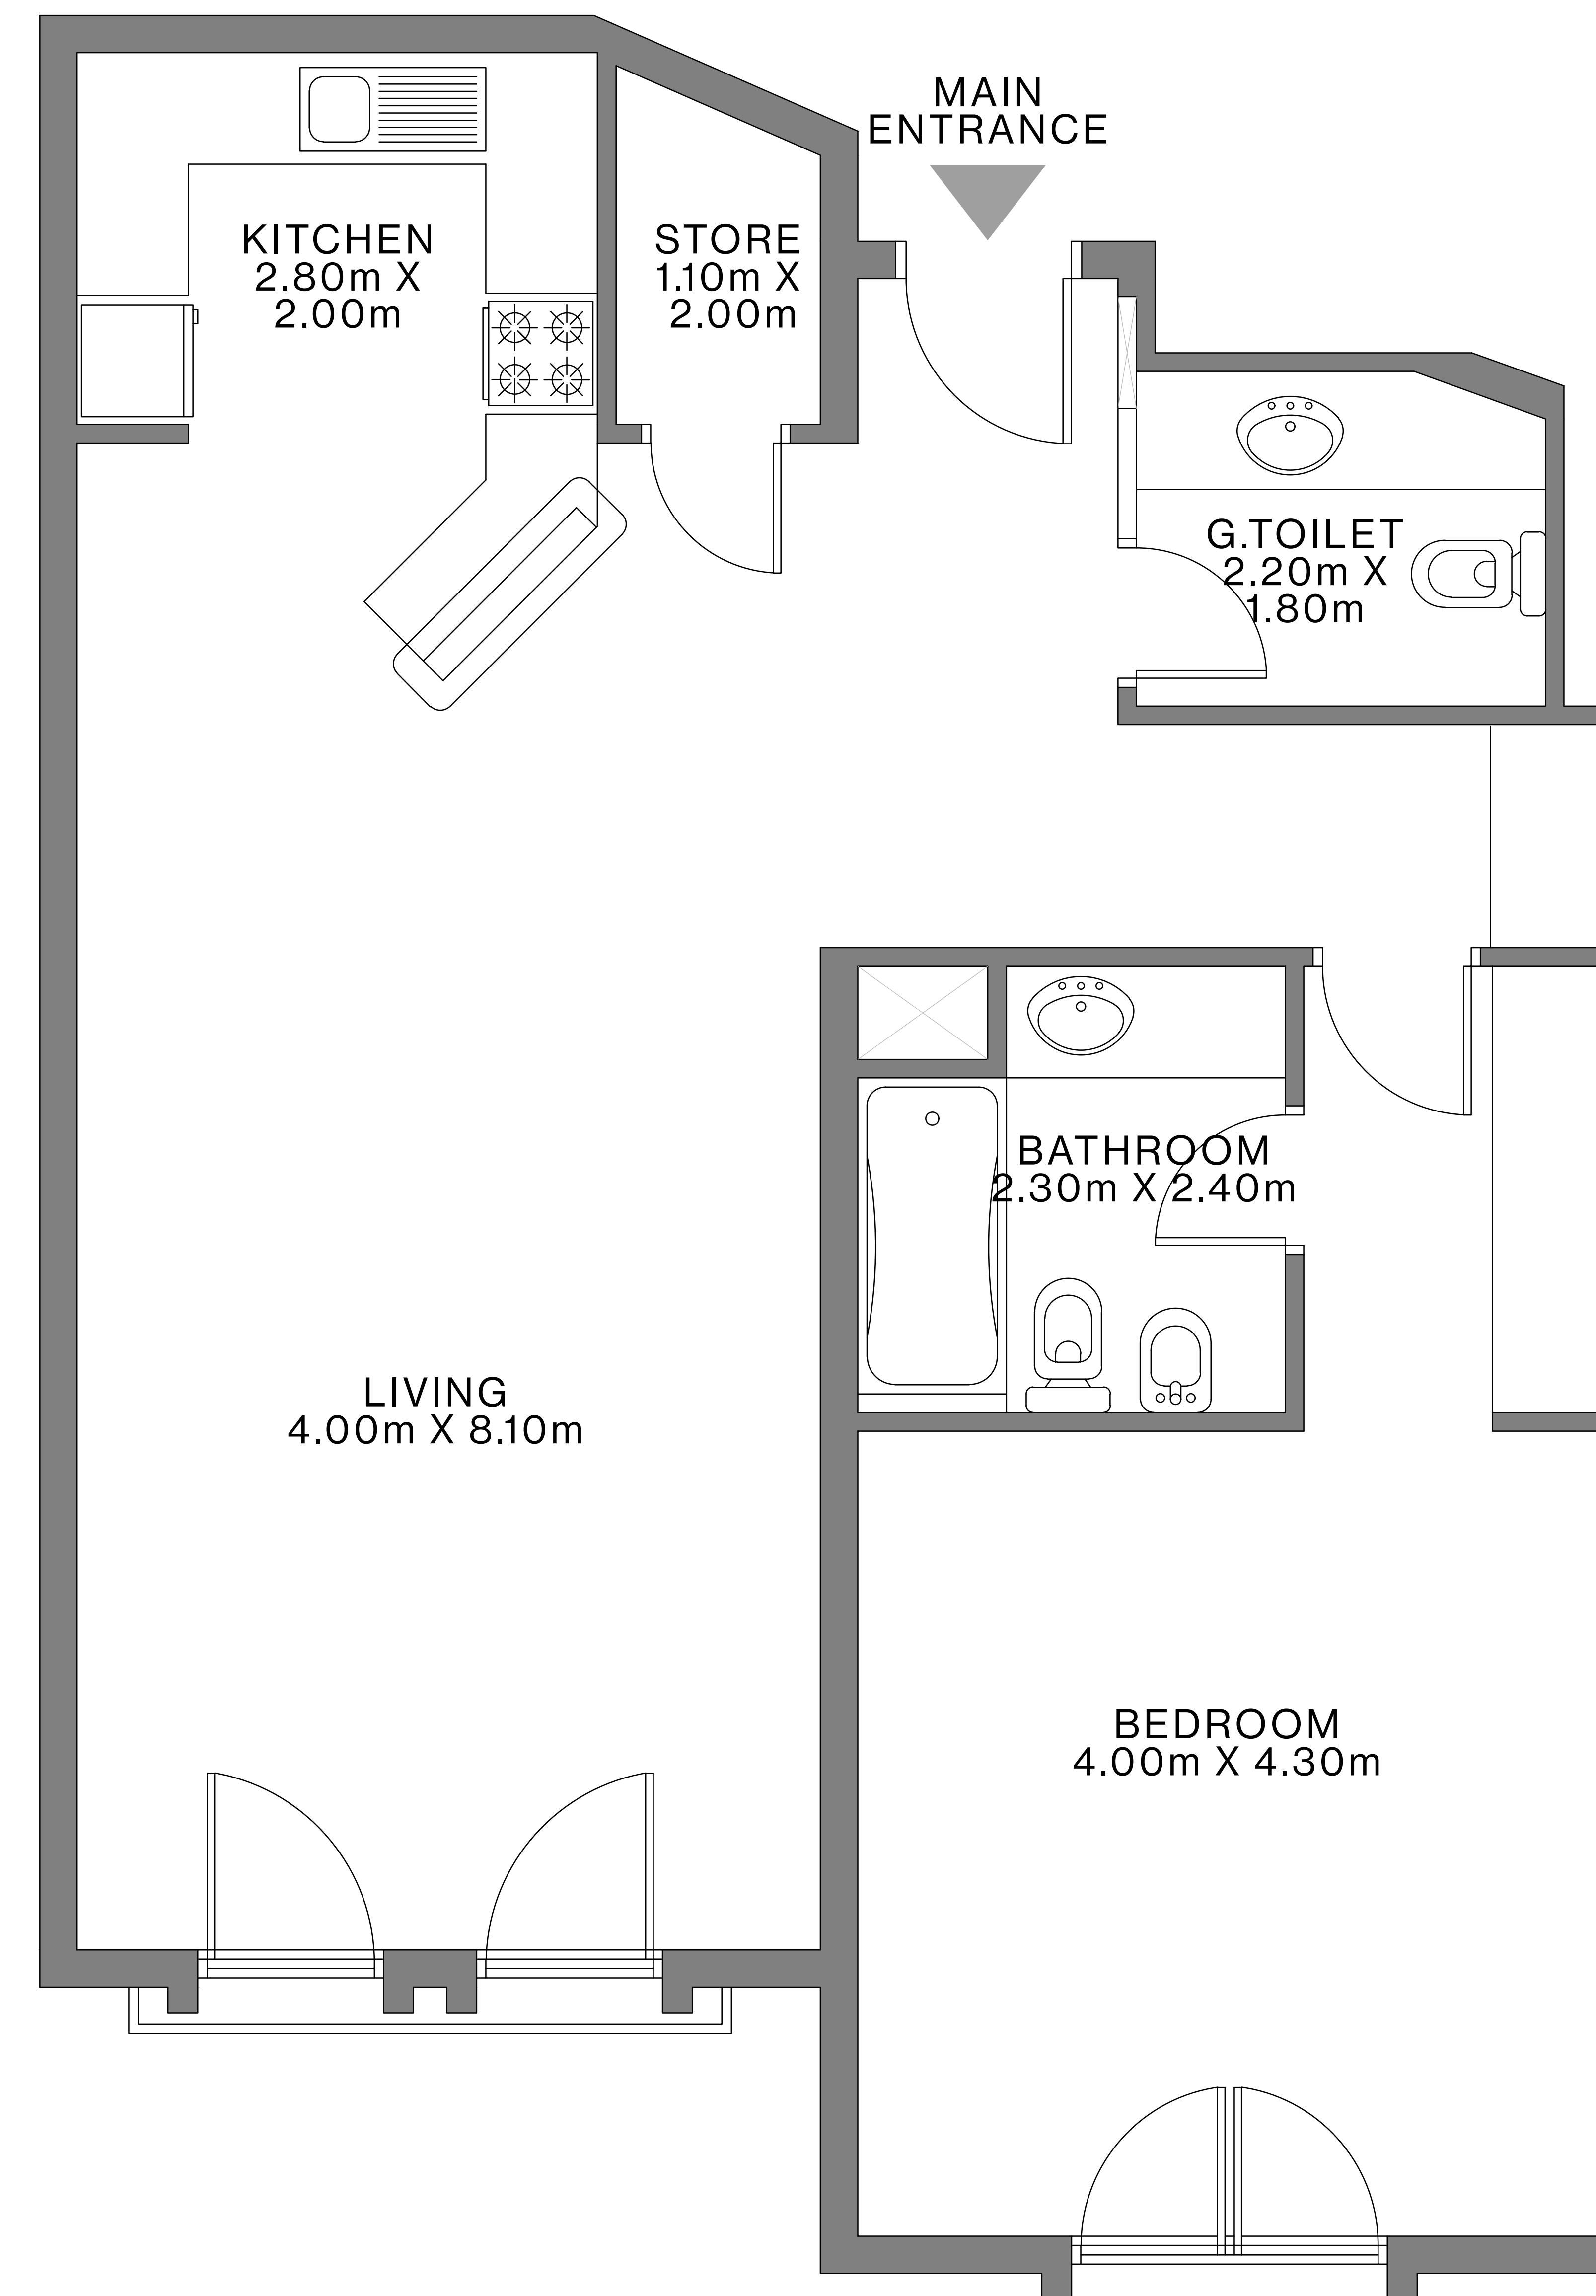 MAIN
ENTRANCE
KITCHEN
2.80m X
2.00m
STORE
1.10m X
2.00m
G.TOILET
2.20m X
1.80m
BATHROOM
2.30m X 2.40m
LIVING
4.00m X 8.10m
BEDROOM
4.00m X 4.30m